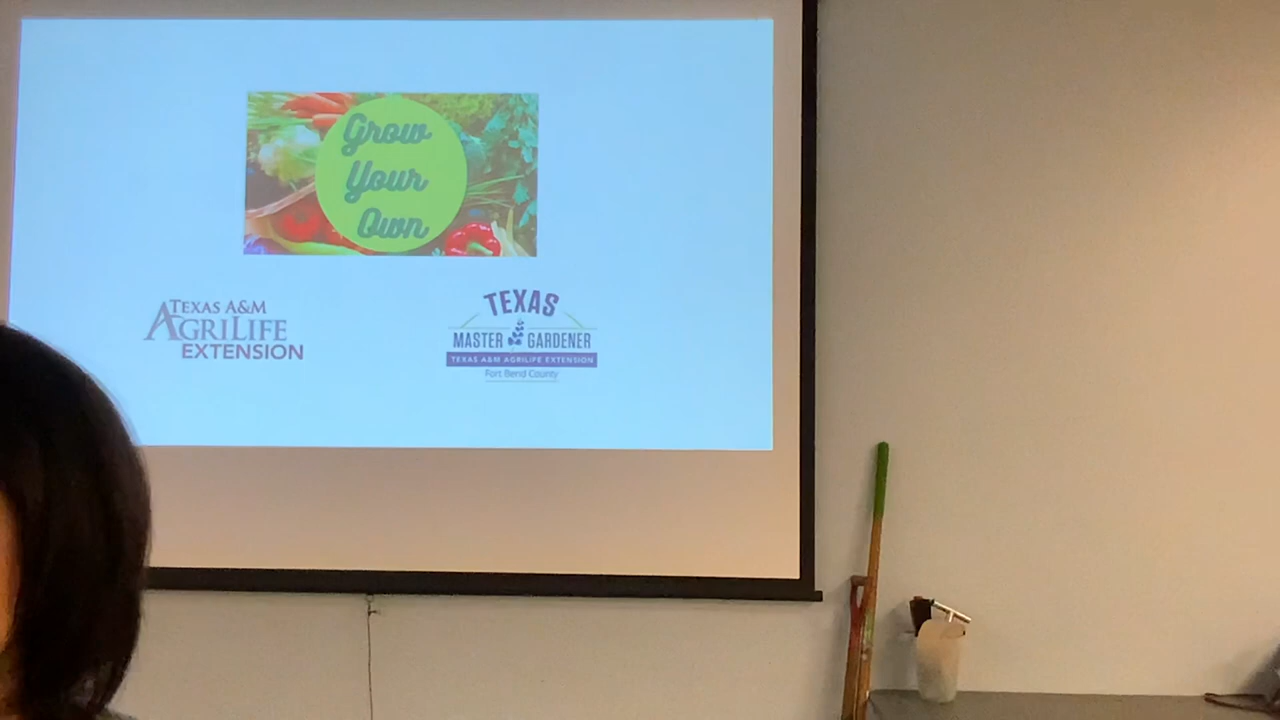 Grow
Your
Own
TEXAS A&M
AGRILIFE
EXTENSION
TEXAS
MASTER GARDENER
TEXAS A&M AGRILIFE EXTENSION
Fort Bend County